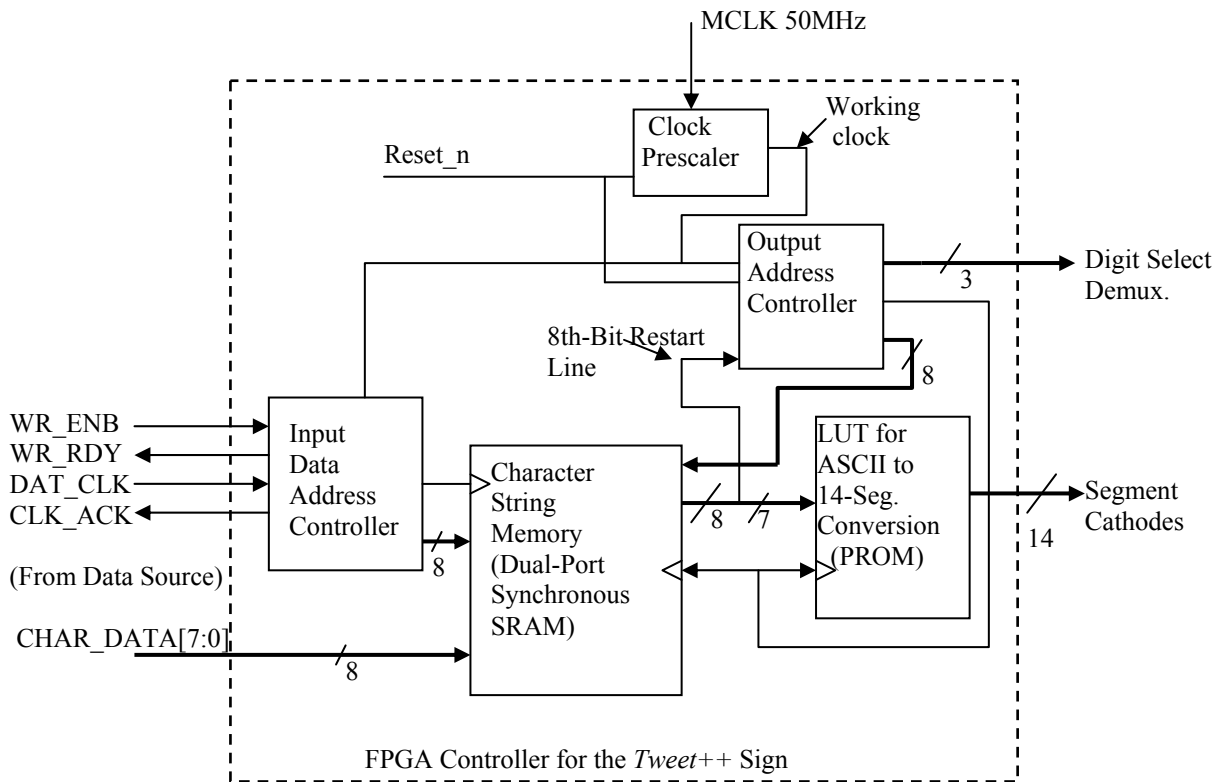 MCLK 50MHz
Working
clock
Clock
Prescaler
Reset_n
Output
Address
Controller
3
Digit Select
Demux.
8th-Bit Restart
Line
8
WR_ENB
WR_RDY
DAT_CLK
CLK_ACK
(From Data Source)
Input
Data
Address
Controller
8
Character
String
Memory
(Dual-Port
Synchronous
SRAM)
8
7
LUT for
ASCII to
14-Seg.
Conversion
(PROM)
14
Segment
Cathodes
CHAR_DATA[7:0]
8
FPGA Controller for the Tweet++ Sign